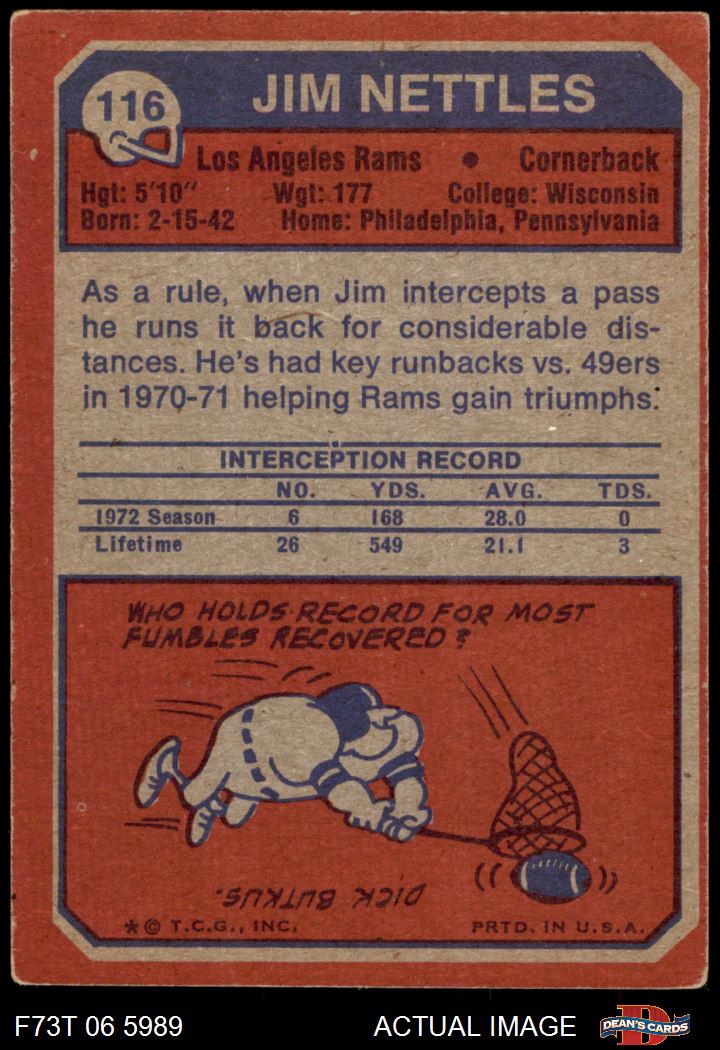 116
JIM NETTLES
Los Angeles Rams • Cornerback
Hgt: 5'10" Wgt: 177 College: Wisconsin
Born: 2-15-42 Home: Philadelphia, Pennsylvania
As a rule, when Jim intercepts a pass
he runs it back for considerable dis-
tances. He's had key runbacks vs. 49ers
in 1970-71 helping Rams gain triumphs.
INTERCEPTION RECORD
NO. YDS. AVG. TDS.
1972 Season 6 168 28.0 0
Lifetime 26 549 21.1 3
WHO HOLDS RECORD FOR MOST
FUMBLES RECOVERED?
DICK BUTKUS.
* © T.C.G., INC. PRTD. IN U.S.A.
F73T 06 5989 ACTUAL IMAGE
D
DEAN'S CARDS